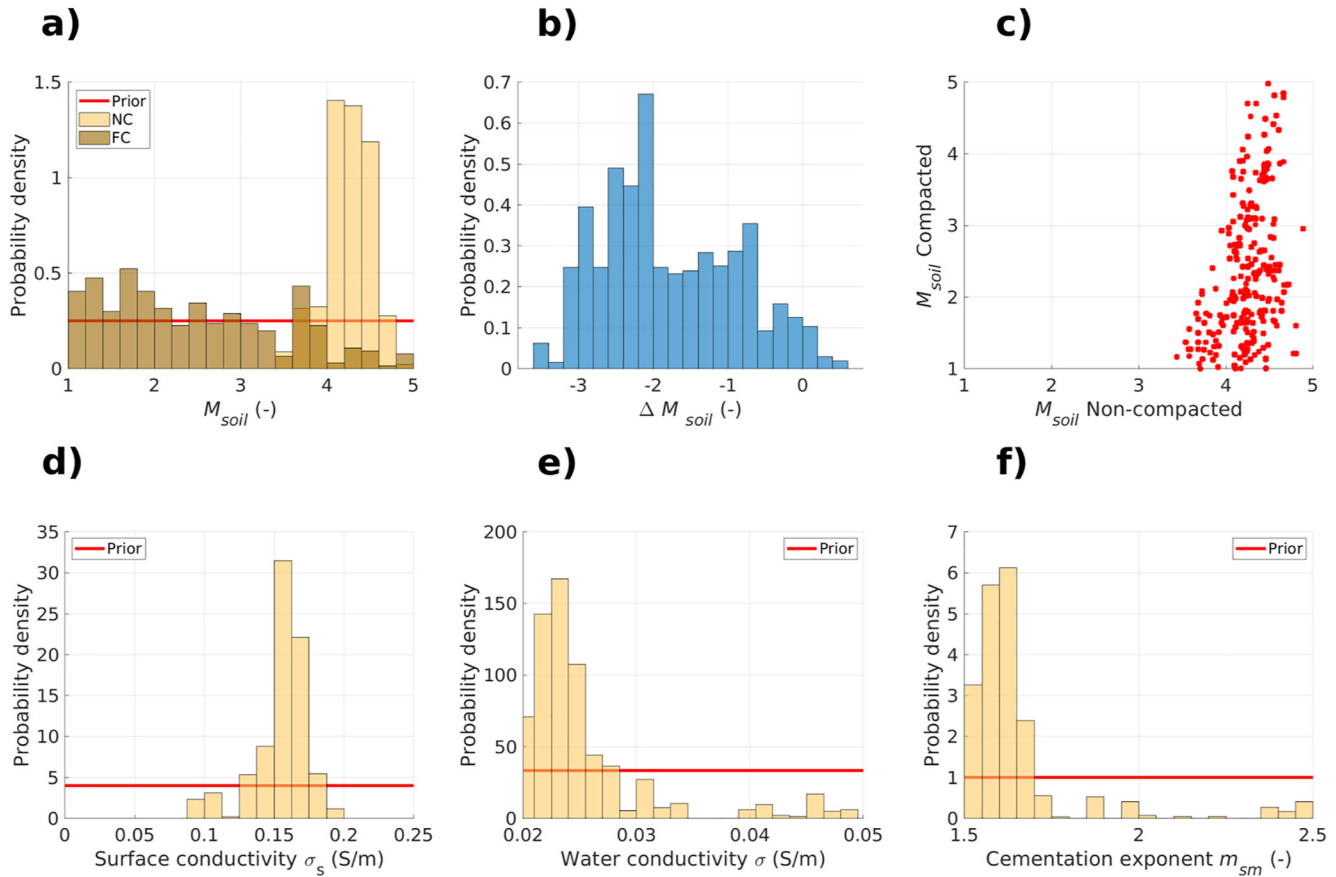 a)
Probability density
1.5
1
0.5
0
Prior
NC
FC
1 2 3 4 5
M_soil (-)
b)
Probability density
0.7
0.6
0.5
0.4
0.3
0.2
0.1
0
-3 -2 -1 0
Δ M_soil (-)
c)
M_soil Compacted
5
4
3
2
1
1 2 3 4 5
M_soil Non-compacted
d)
Probability density
35
30
25
20
15
10
5
0
Prior
0 0.05 0.1 0.15 0.2 0.25
Surface conductivity σ_s (S/m)
e)
Probability density
200
150
100
50
0
Prior
0.02 0.03 0.04 0.05
Water conductivity σ (S/m)
f)
Probability density
7
6
5
4
3
2
1
0
Prior
1.5 2 2.5
Cementation exponent m_sm (-)